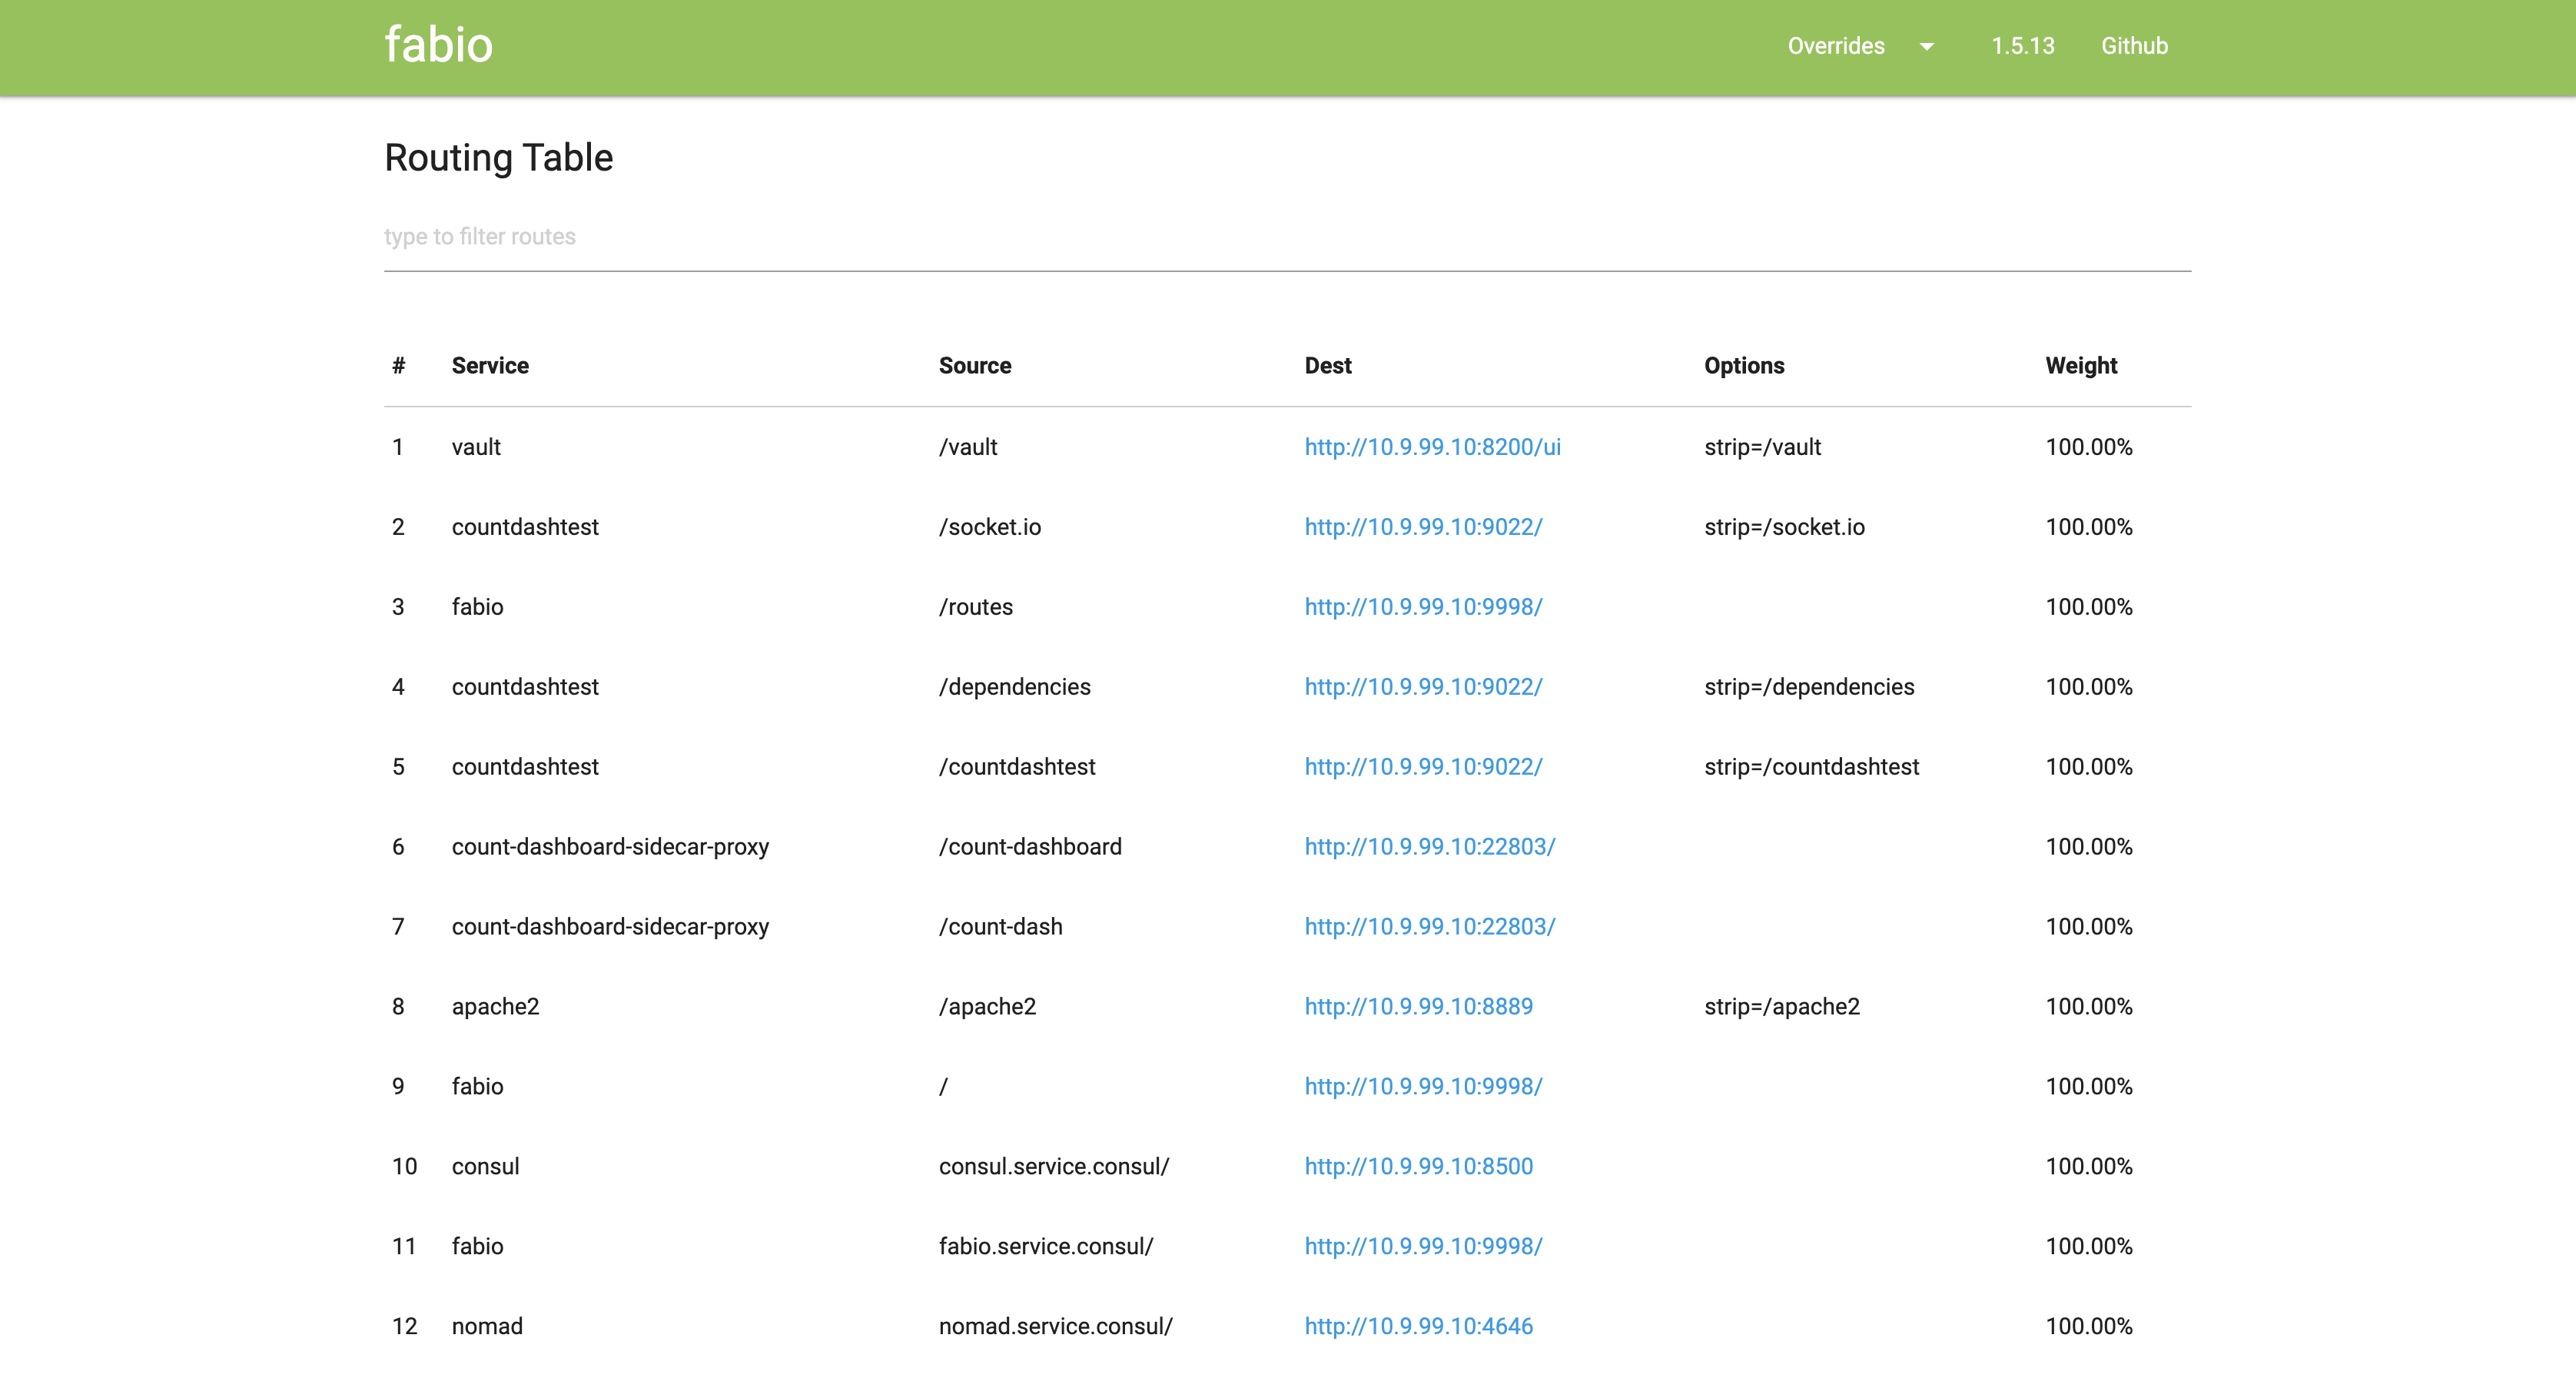 fabio Overrides 1.5.13 Github
Routing Table
type to filter routes
# Service Source Dest Options Weight
1 vault /vault http://10.9.99.10:8200/ui strip=/vault 100.00%
2 countdashtest /socket.io http://10.9.99.10:9022/ strip=/socket.io 100.00%
3 fabio /routes http://10.9.99.10:9998/ 100.00%
4 countdashtest /dependencies http://10.9.99.10:9022/ strip=/dependencies 100.00%
5 countdashtest /countdashtest http://10.9.99.10:9022/ strip=/countdashtest 100.00%
6 count-dashboard-sidecar-proxy /count-dashboard http://10.9.99.10:22803/ 100.00%
7 count-dashboard-sidecar-proxy /count-dash http://10.9.99.10:22803/ 100.00%
8 apache2 /apache2 http://10.9.99.10:8889 strip=/apache2 100.00%
9 fabio / http://10.9.99.10:9998/ 100.00%
10 consul consul.service.consul/ http://10.9.99.10:8500 100.00%
11 fabio fabio.service.consul/ http://10.9.99.10:9998/ 100.00%
12 nomad nomad.service.consul/ http://10.9.99.10:4646 100.00%